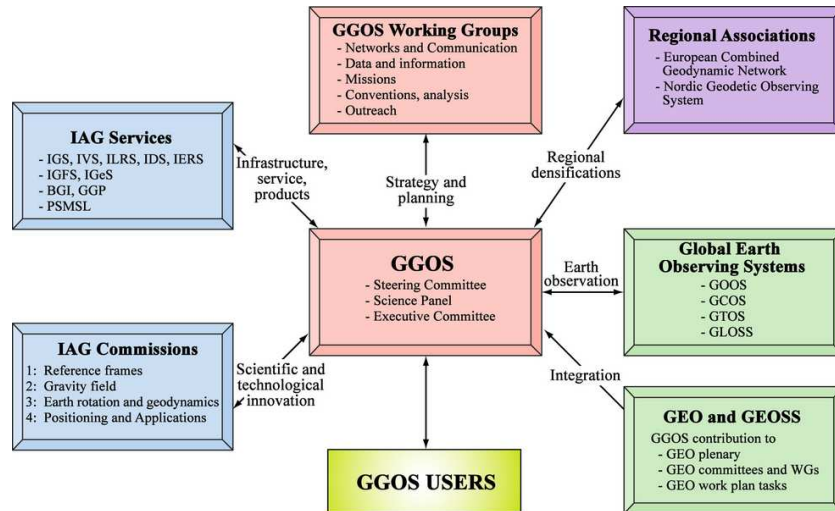 GGOS Working Groups
- Networks and Communication
- Data and information
- Missions
- Conventions, analysis
- Outreach
Regional Associations
- European Combined
Geodynamic Network
- Nordic Geodetic Observing
System
IAG Services
- IGS, IVS, ILRS, IDS, IERS
- IGFS, IGeS
- BGI, GGP
- PSMSL
Infrastructure,
service,
products
Strategy and
planning
Regional
densifications
GGOS
- Steering Committee
- Science Panel
- Executive Committee
Earth
observation
Global Earth
Observing Systems
- GOOS
- GCOS
- GTOS
- GLOSS
IAG Commissions
1: Reference frames
2: Gravity field
3: Earth rotation and geodynamics
4: Positioning and Applications
Scientific and
technological
innovation
Integration
GEO and GEOSS
GGOS contribution to
- GEO plenary
- GEO committees and WGs
- GEO work plan tasks
GGOS USERS